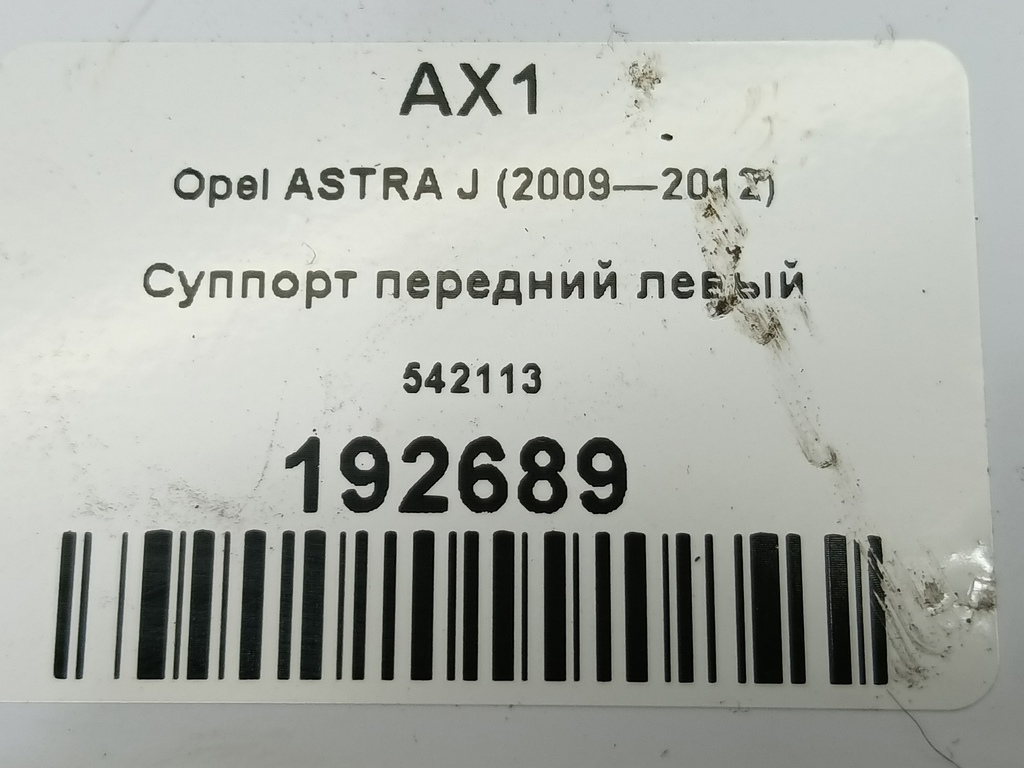 AX1
Opel ASTRA J (2009—2012)
Суппорт передний левый
542113
192689